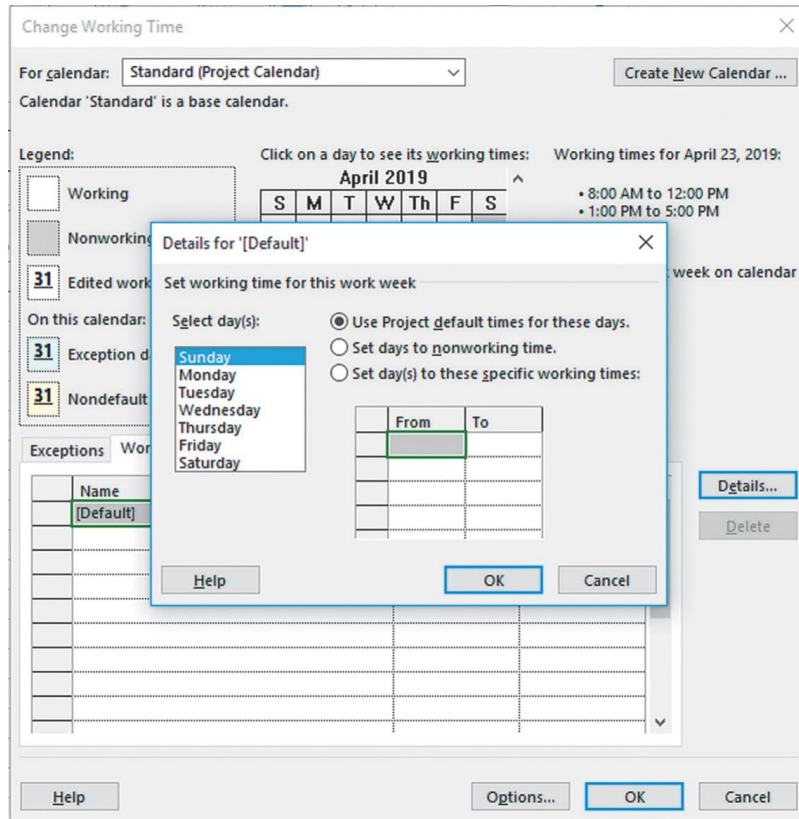 Change Working Time
For calendar: Standard (Project Calendar)
Create New Calendar ...
Calendar 'Standard' is a base calendar.
Legend:
Click on a day to see its working times:
Working times for April 23, 2019:
Working
April 2019
S M T W Th F S
• 8:00 AM to 12:00 PM
• 1:00 PM to 5:00 PM
Nonworking
31 Edited work
week on calendar
On this calendar:
31 Exception d
31 Nondefault
Details for '[Default]'
Set working time for this work week
Select day(s):
Sunday
Monday
Tuesday
Wednesday
Thursday
Friday
Saturday
Use Project default times for these days.
Set days to nonworking time.
Set day(s) to these specific working times:
From To
Help
OK
Cancel
Exceptions Wor
Name
[Default]
Details...
Delete
Help
Options...
OK
Cancel